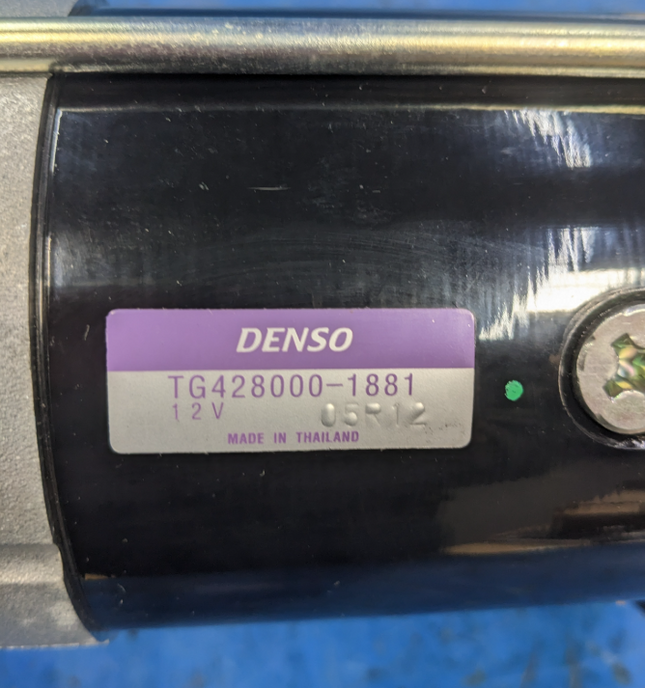 DENSO
TG428000-1881
12V 05R12
MADE IN THAILAND